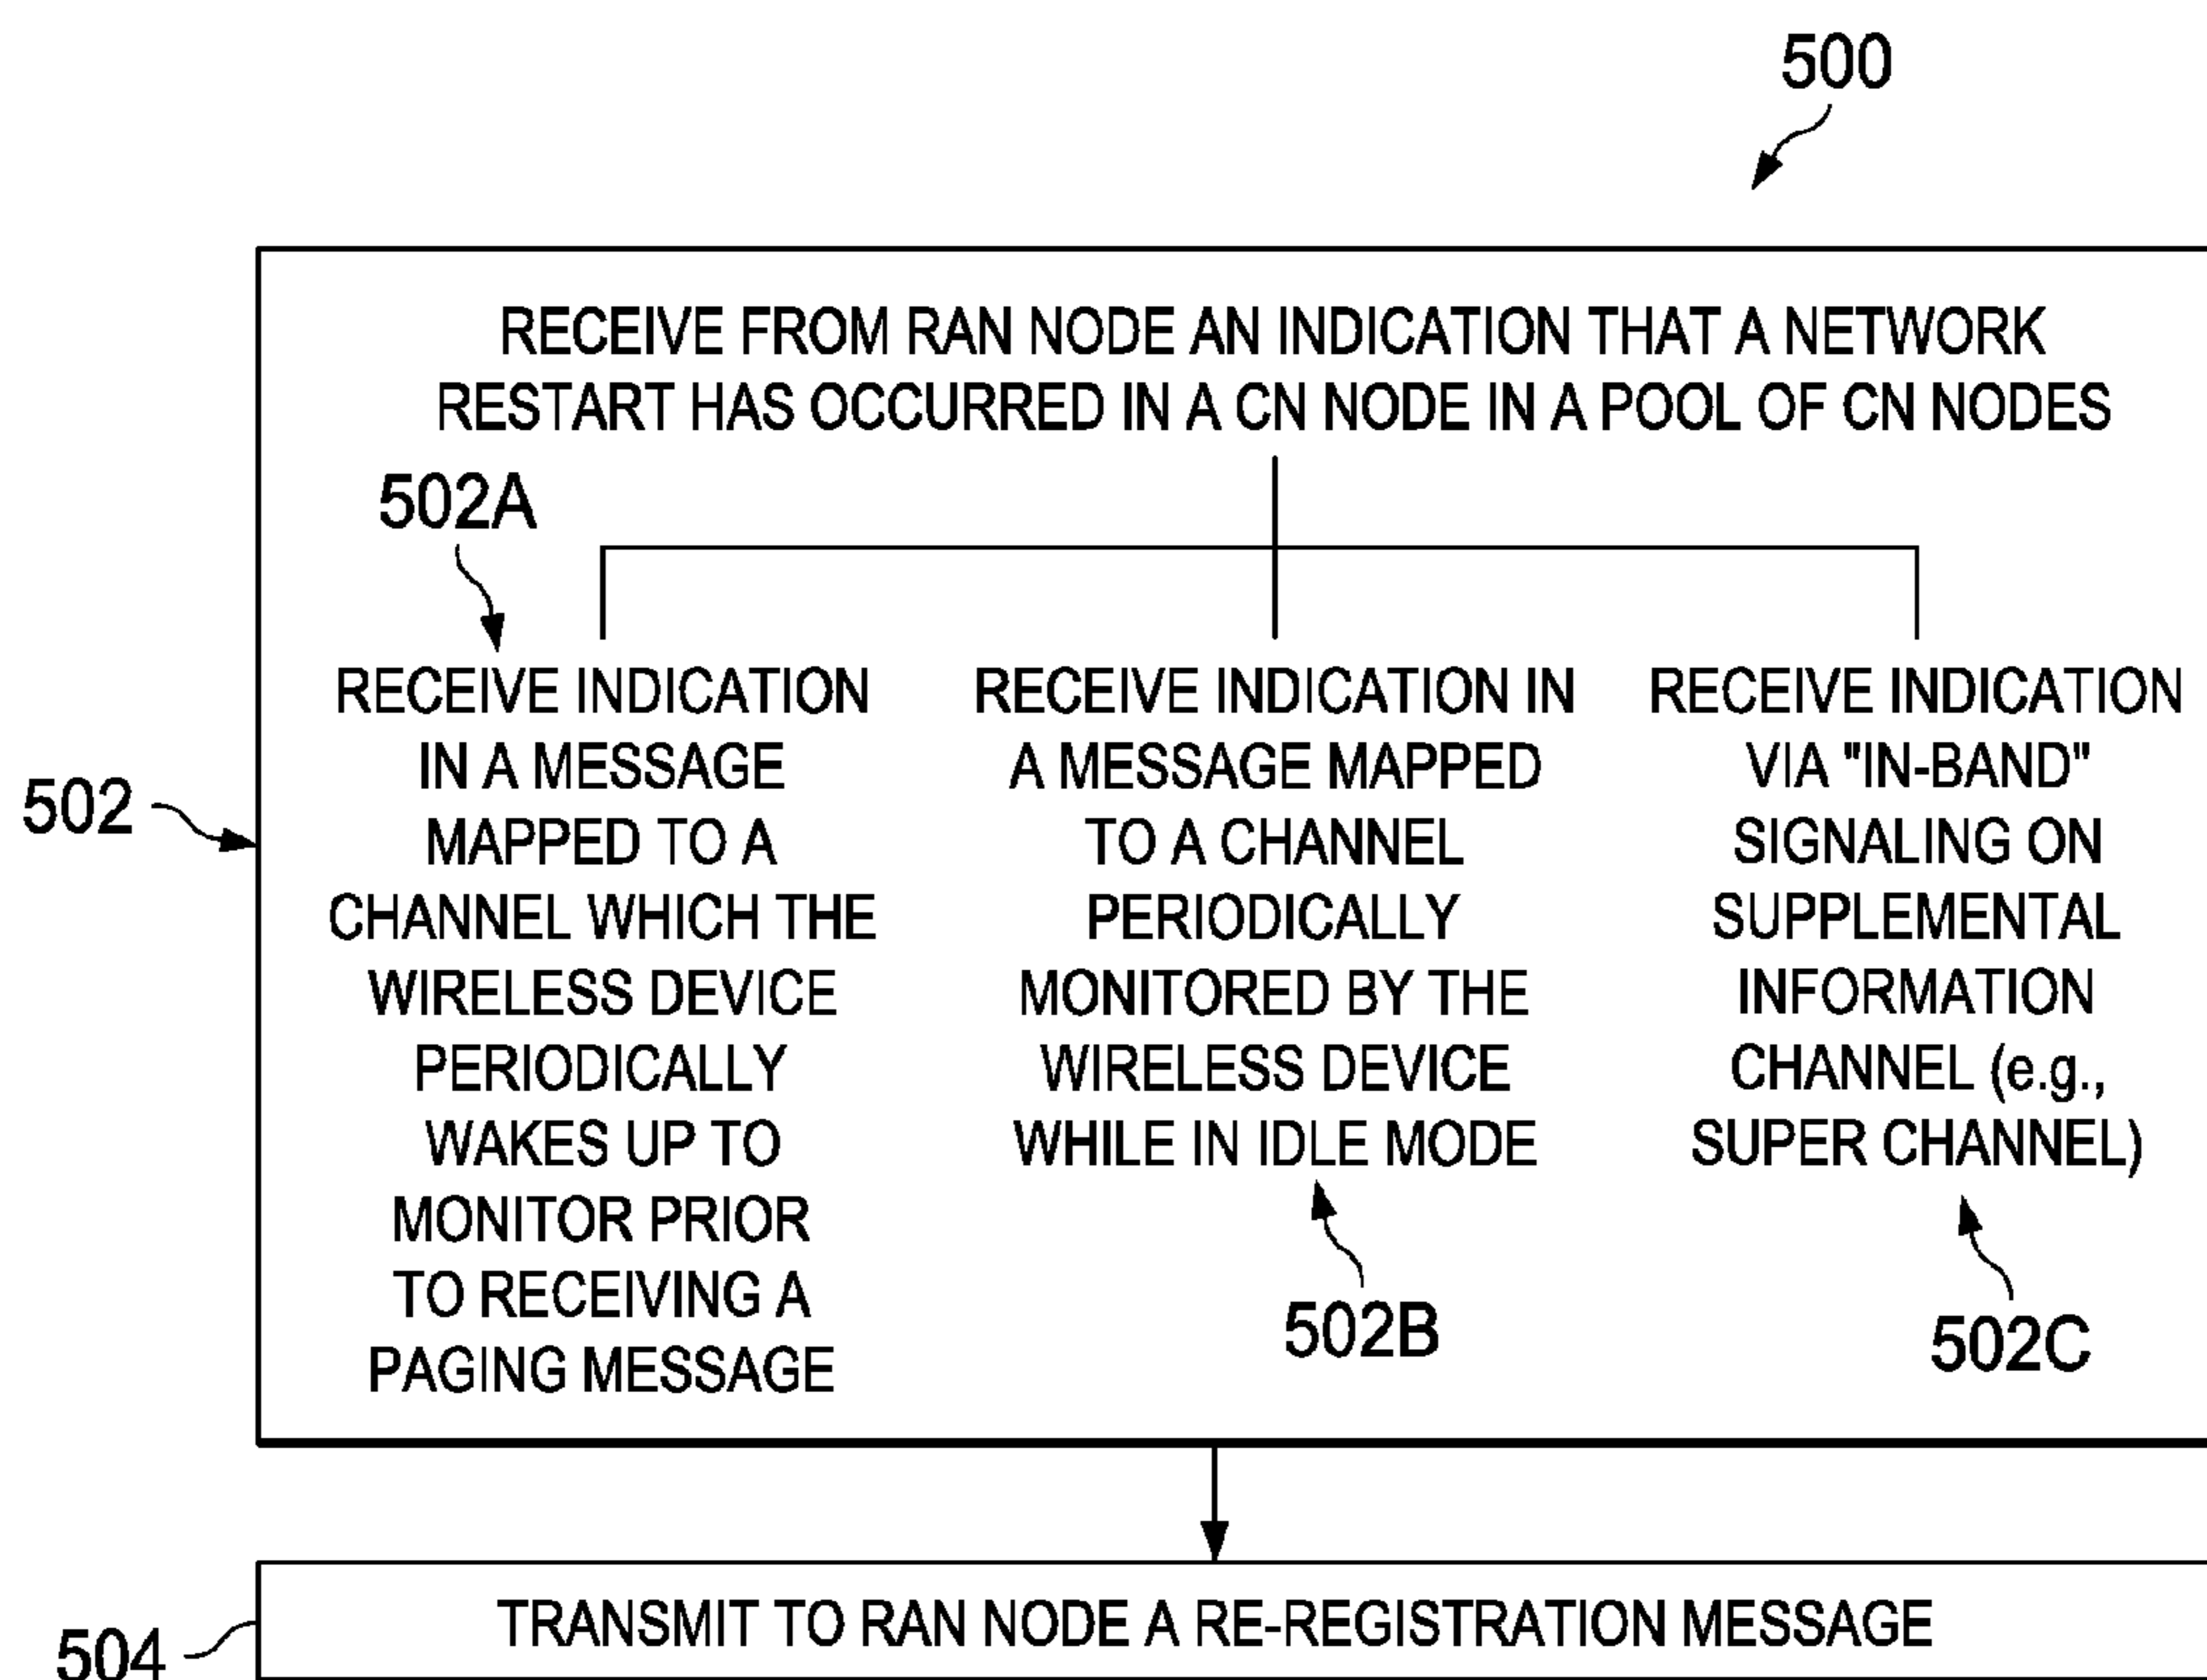 500
RECEIVE FROM RAN NODE AN INDICATION THAT A NETWORK
RESTART HAS OCCURRED IN A CN NODE IN A POOL OF CN NODES
502A
RECEIVE INDICATION
IN A MESSAGE
MAPPED TO A
CHANNEL WHICH THE
WIRELESS DEVICE
PERIODICALLY
WAKES UP TO
MONITOR PRIOR
TO RECEIVING A
PAGING MESSAGE
RECEIVE INDICATION IN
A MESSAGE MAPPED
TO A CHANNEL
PERIODICALLY
MONITORED BY THE
WIRELESS DEVICE
WHILE IN IDLE MODE
502B
RECEIVE INDICATION
VIA "IN-BAND"
SIGNALING ON
SUPPLEMENTAL
INFORMATION
CHANNEL (e.g.,
SUPER CHANNEL)
502C
502
TRANSMIT TO RAN NODE A RE-REGISTRATION MESSAGE
504